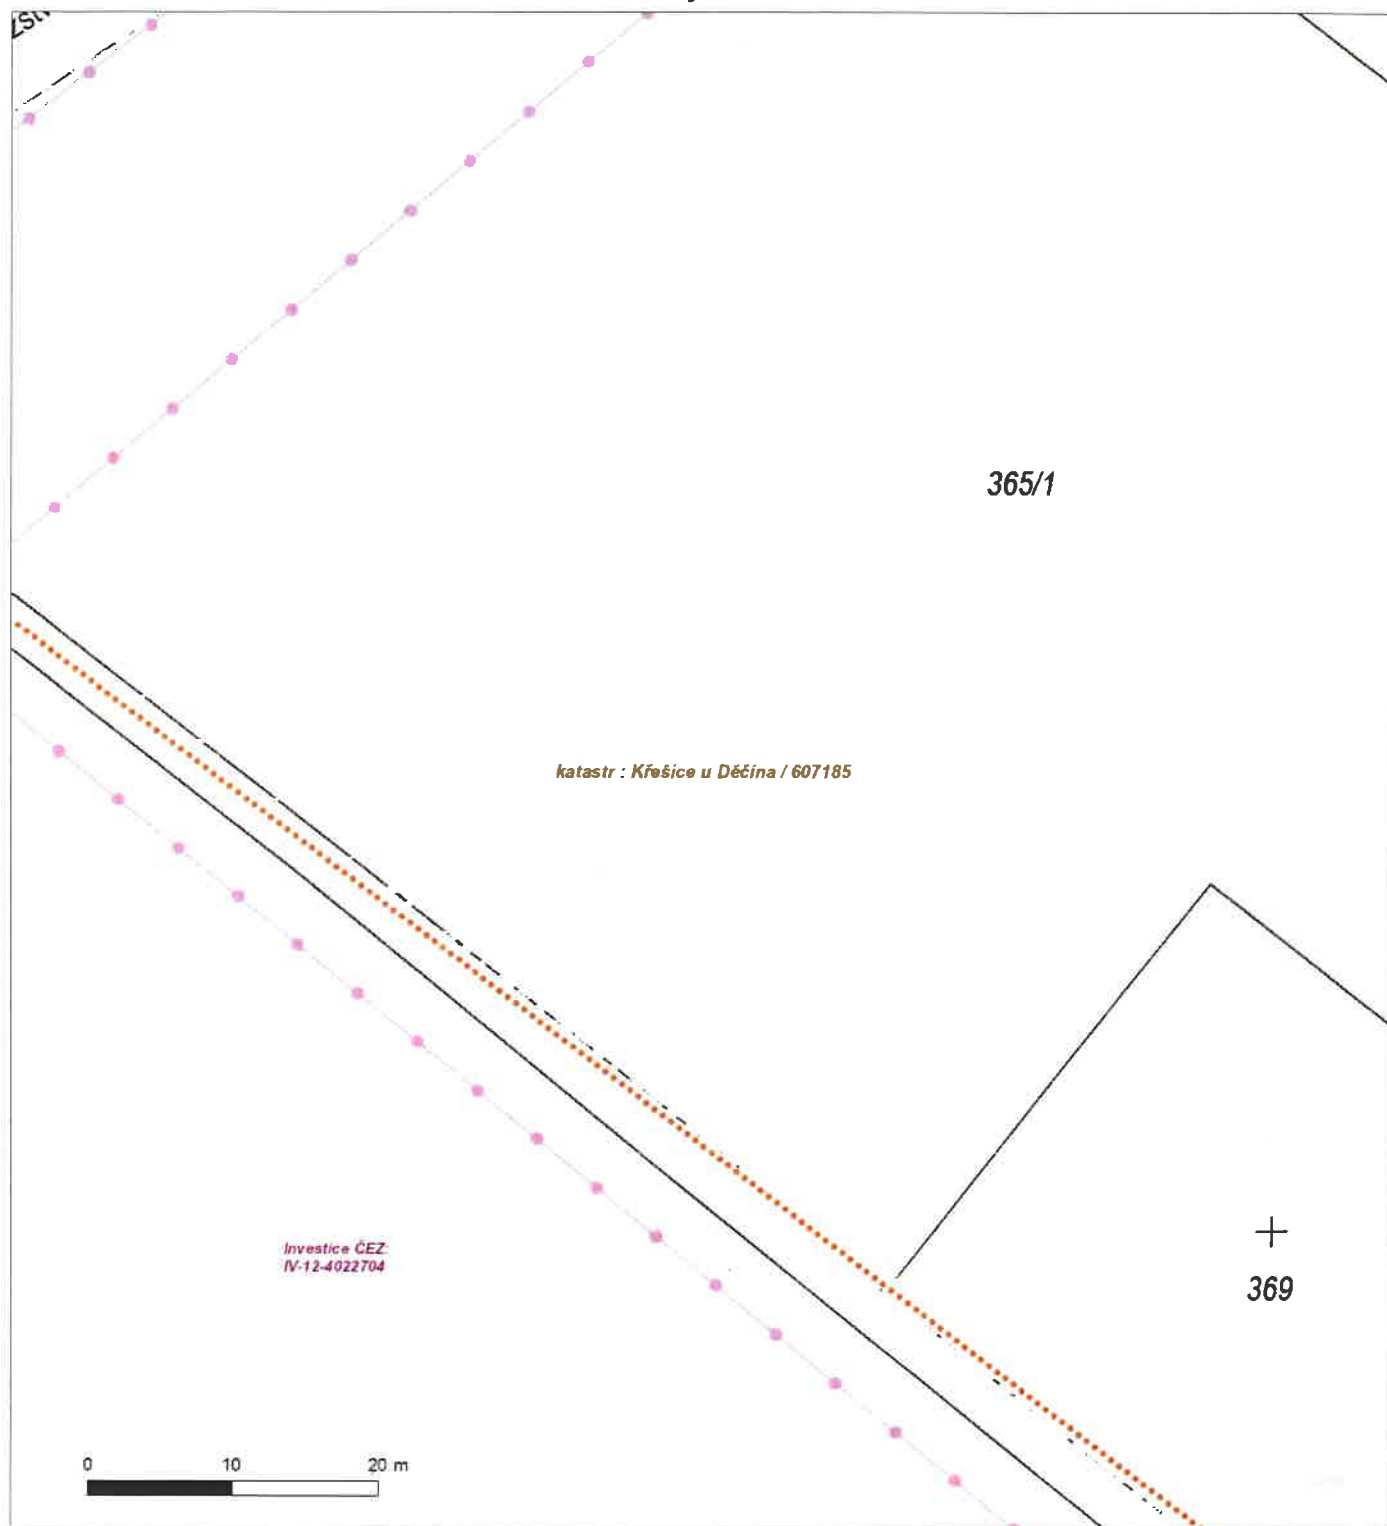 365/1
katastr : Křešice u Děčína / 607185
Investice ČEZ:
IV-12-4022704
369
0 10 20 m